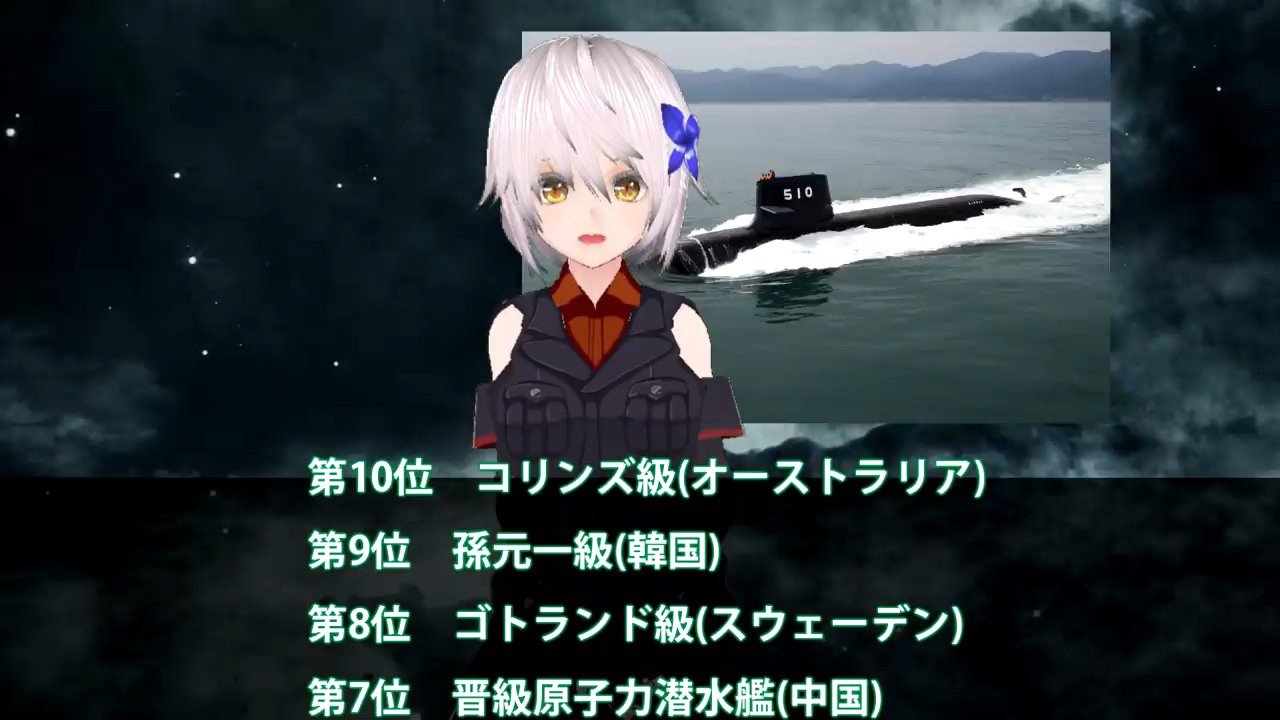 510
第10位　コリンズ級(オーストラリア)
第9位　孫元一級(韓国)
第8位　ゴトランド級(スウェーデン)
第7位　晋級原子力潜水艦(中国)